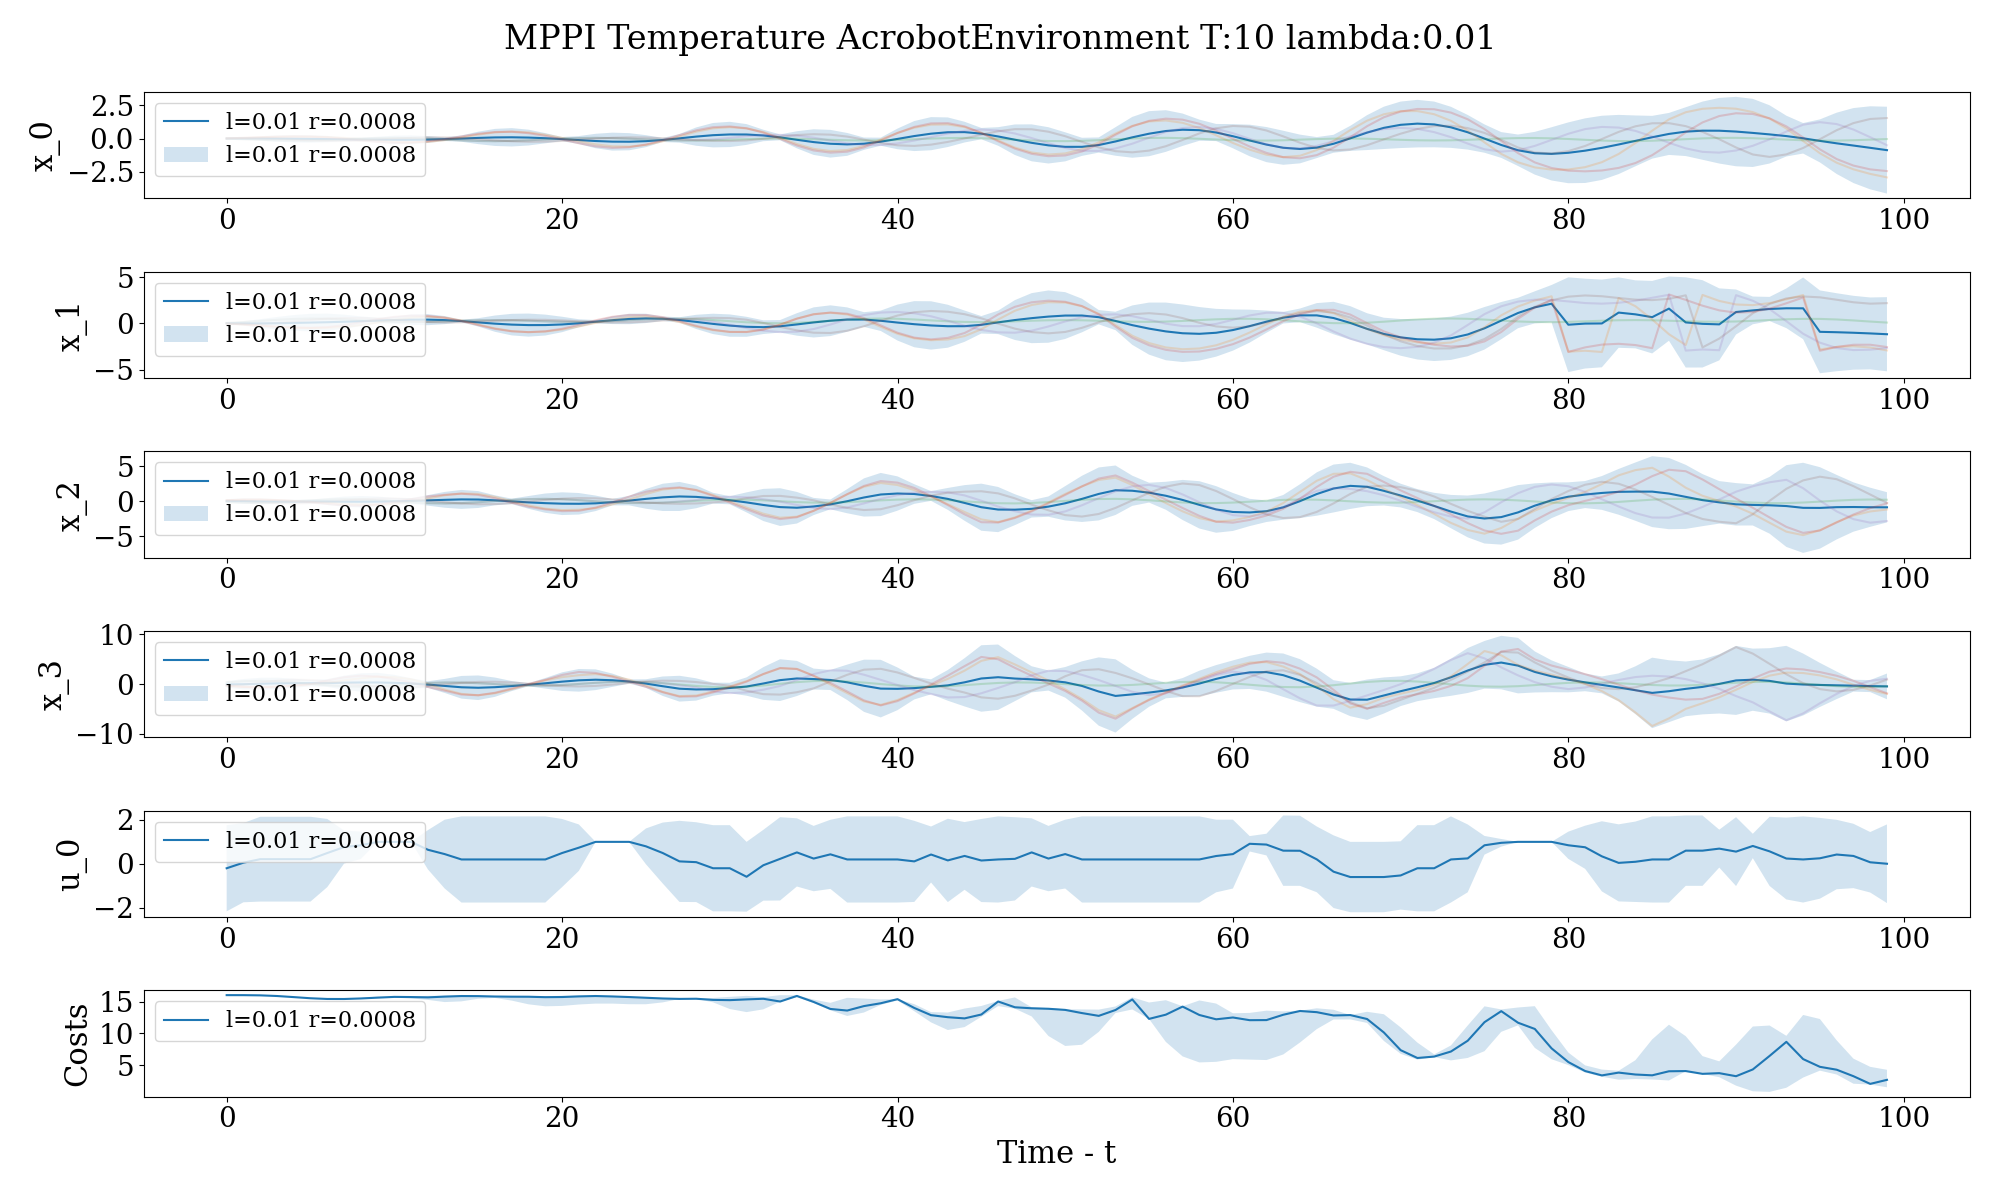 MPPI Temperature AcrobotEnvironment T:10 lambda:0.01
x_0
2.5
0.0
−2.5
l=0.01 r=0.0008
l=0.01 r=0.0008
0 20 40 60 80 100
x_1
5
0
−5
l=0.01 r=0.0008
l=0.01 r=0.0008
0 20 40 60 80 100
x_2
5
0
−5
l=0.01 r=0.0008
l=0.01 r=0.0008
0 20 40 60 80 100
x_3
10
0
−10
l=0.01 r=0.0008
l=0.01 r=0.0008
0 20 40 60 80 100
u_0
2
0
−2
l=0.01 r=0.0008
0 20 40 60 80 100
Costs
15
10
5
l=0.01 r=0.0008
0 20 40 60 80 100
Time - t